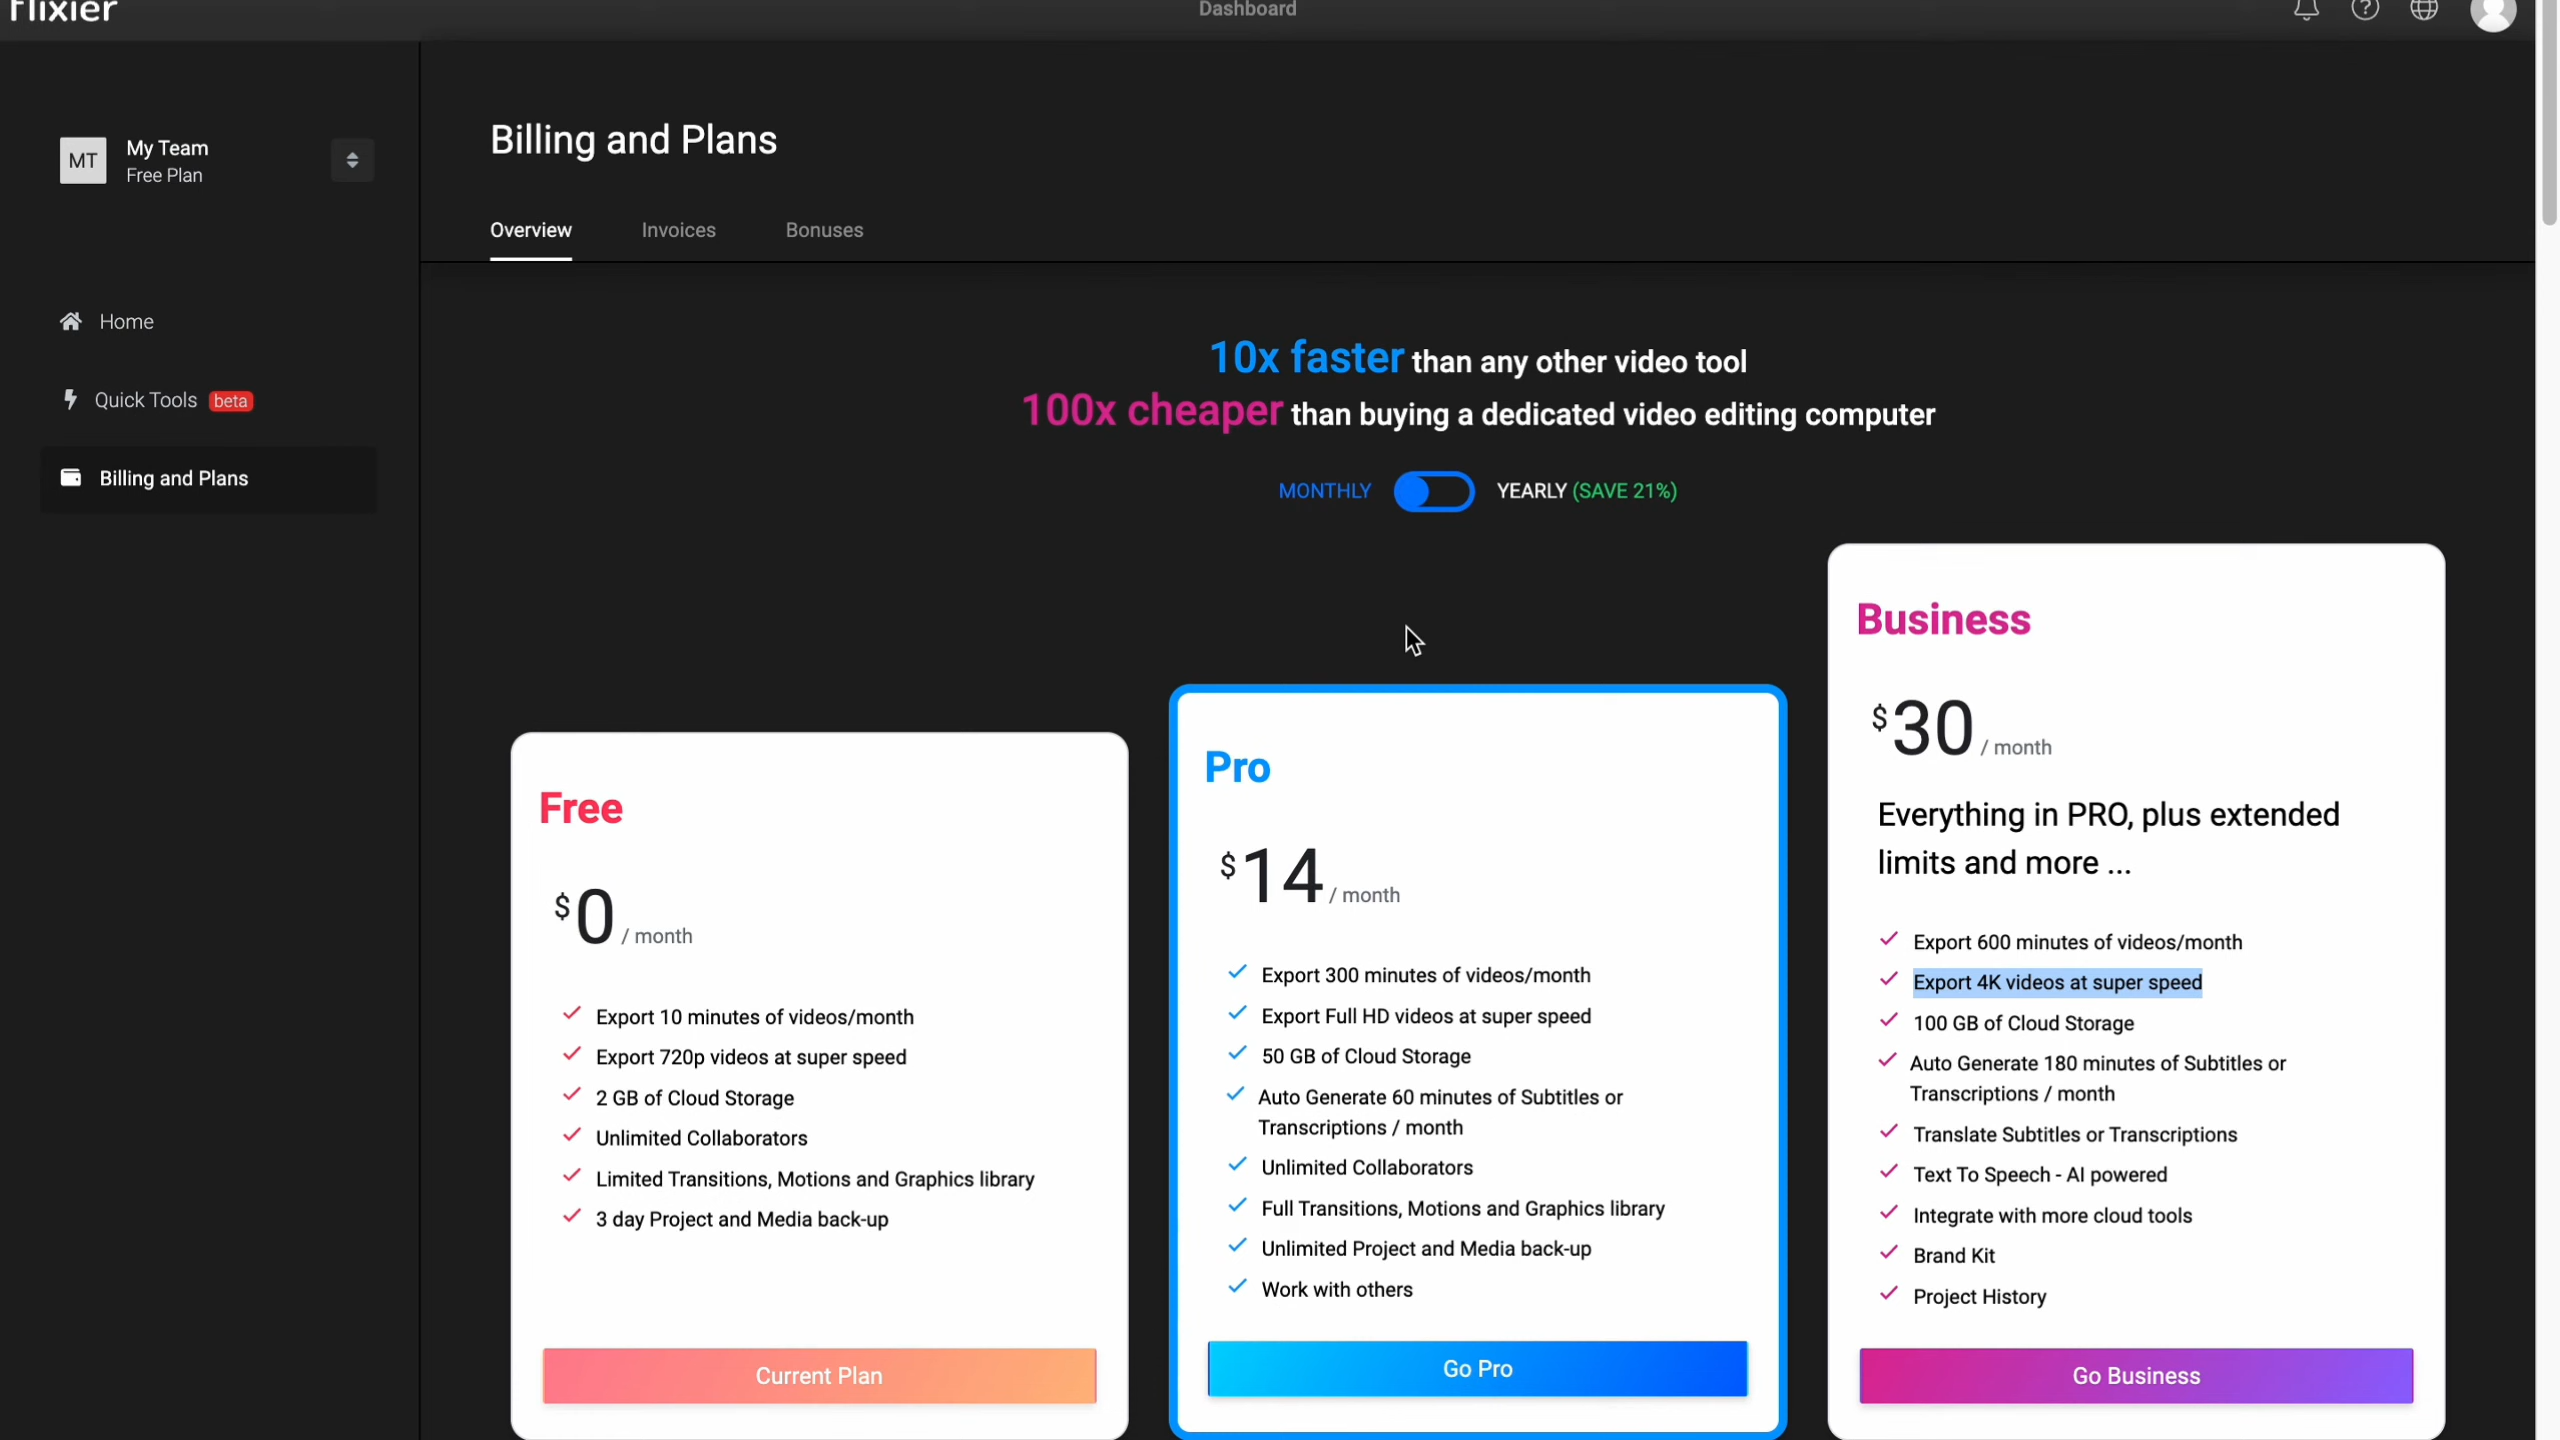 Flixier
Dashboard
MT
My Team
Free Plan
Home
Quick Tools beta
Billing and Plans
Billing and Plans
Overview Invoices Bonuses
10x faster than any other video tool
100x cheaper than buying a dedicated video editing computer
MONTHLY YEARLY (SAVE 21%)
Free
$0 / month
Export 10 minutes of videos/month
Export 720p videos at super speed
2 GB of Cloud Storage
Unlimited Collaborators
Limited Transitions, Motions and Graphics library
3 day Project and Media back-up
Current Plan
Pro
$14 / month
Export 300 minutes of videos/month
Export Full HD videos at super speed
50 GB of Cloud Storage
Auto Generate 60 minutes of Subtitles or
Transcriptions / month
Unlimited Collaborators
Full Transitions, Motions and Graphics library
Unlimited Project and Media back-up
Work with others
Go Pro
Business
$30 / month
Everything in PRO, plus extended
limits and more ...
Export 600 minutes of videos/month
Export 4K videos at super speed
100 GB of Cloud Storage
Auto Generate 180 minutes of Subtitles or
Transcriptions / month
Translate Subtitles or Transcriptions
Text To Speech - AI powered
Integrate with more cloud tools
Brand Kit
Project History
Go Business